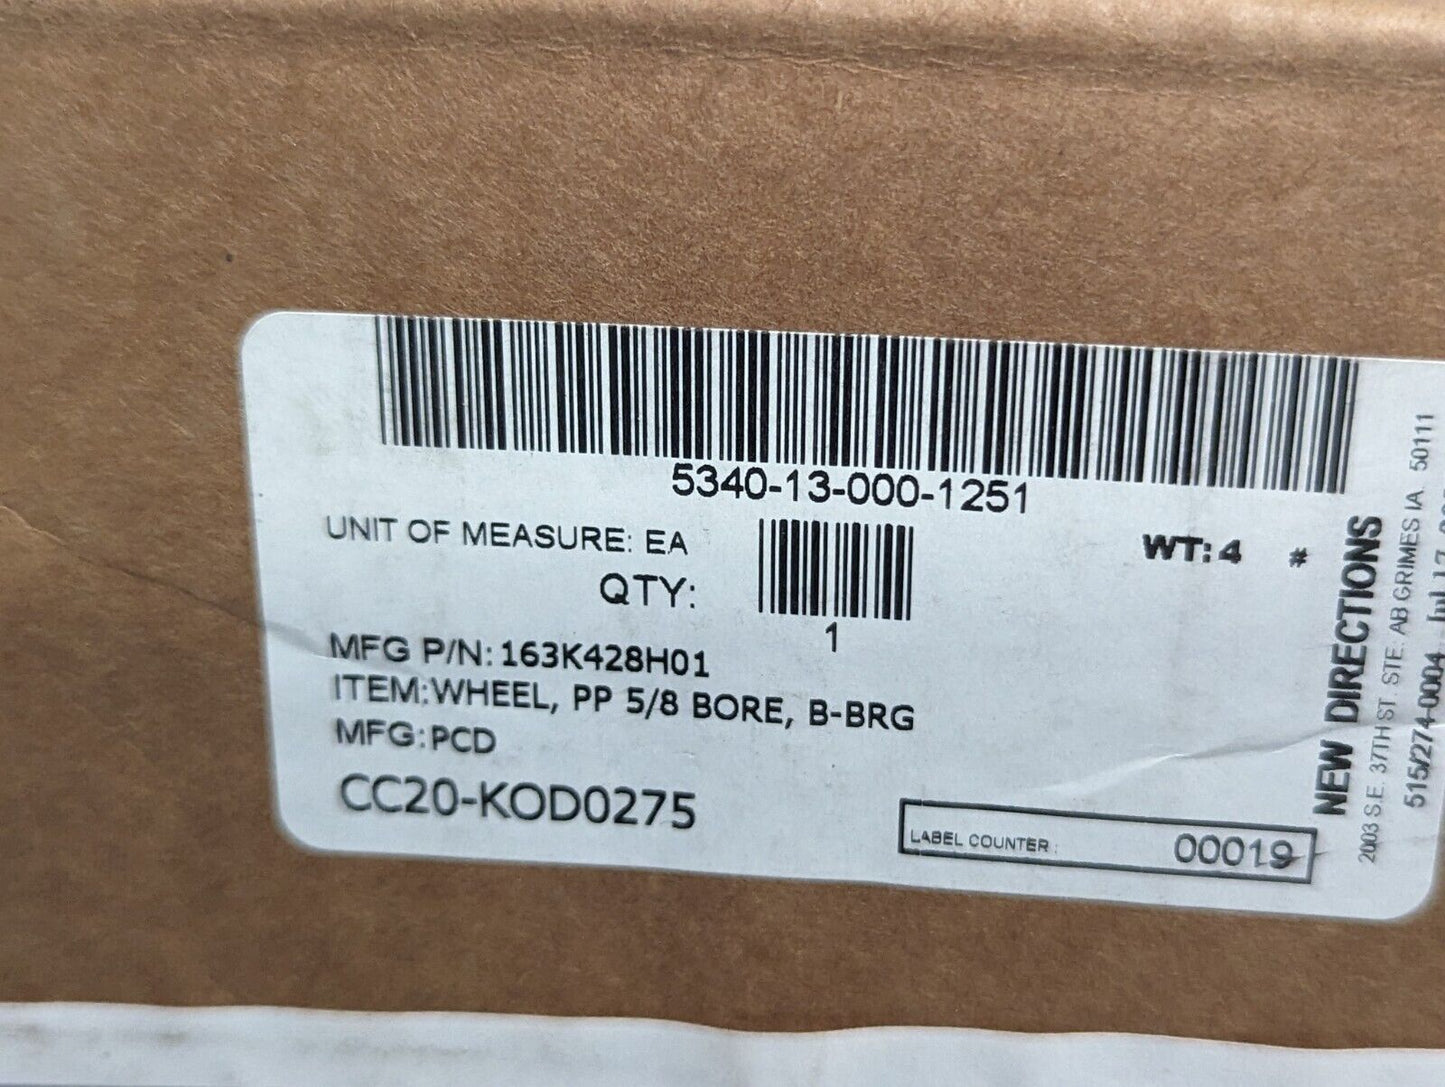 5340-13-000-1251
UNIT OF MEASURE: EA
WT: 4 #
QTY:
1
MFG P/N: 163K428H01
ITEM:WHEEL, PP 5/8 BORE, B-BRG
MFG:PCD
CC20-KOD0275
LABEL COUNTER :
00019
NEW DIRECTIONS
2003 S.E. 37TH ST. STE. AB GRIMES IA. 50111
515/274-0004